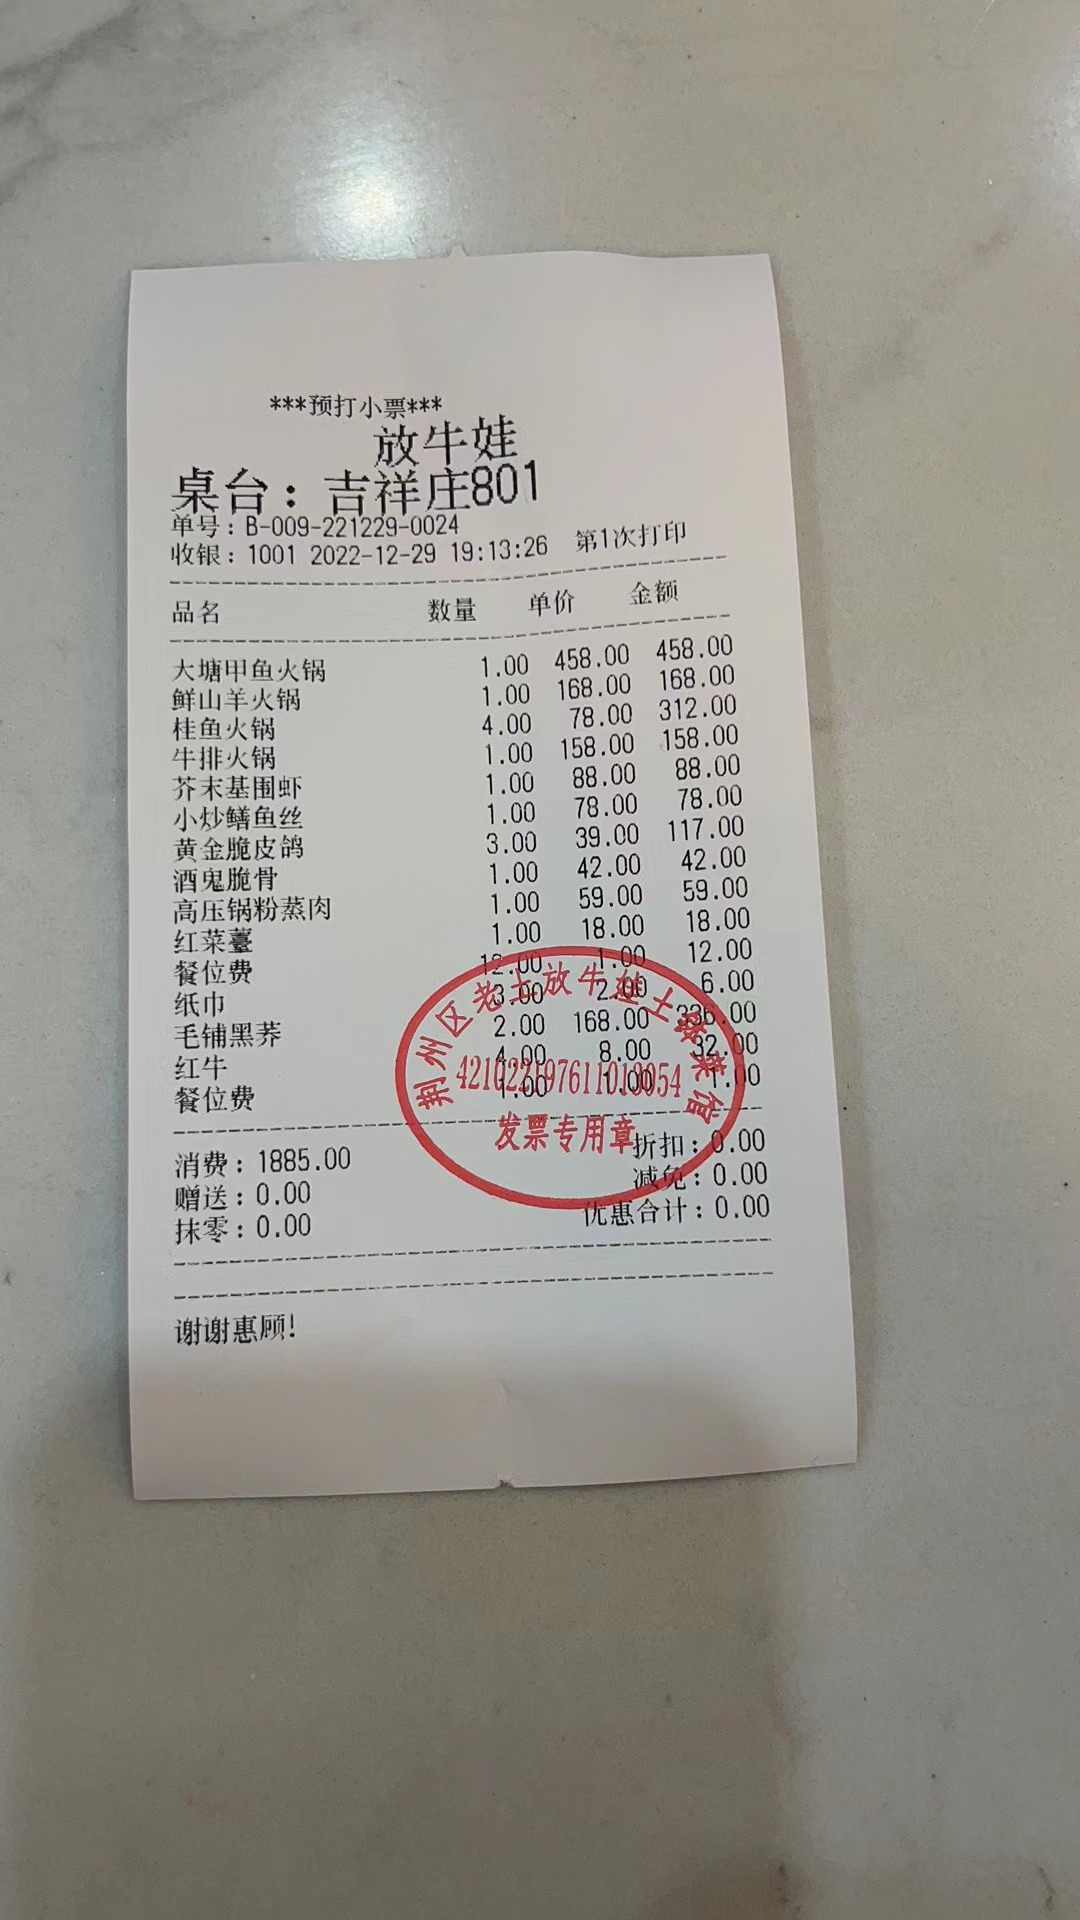 ***预打小票***
放牛娃
桌台：吉祥庄801
单号：B-009-221229-0024
收银：1001 2022-12-29 19:13:26 第1次打印
品名 数量 单价 金额
大塘甲鱼火锅 1.00 458.00 458.00
鲜山羊火锅 1.00 168.00 168.00
桂鱼火锅 4.00 78.00 312.00
牛排火锅 1.00 158.00 158.00
芥末基围虾 1.00 88.00 88.00
小炒鳝鱼丝 1.00 78.00 78.00
黄金脆皮鸽 3.00 39.00 117.00
酒鬼脆骨 1.00 42.00 42.00
高压锅粉蒸肉 1.00 59.00 59.00
红菜薹 1.00 18.00 18.00
餐位费 12.00 1.00 12.00
纸巾 3.00 2.00 6.00
毛铺黑荞 2.00 168.00 336.00
红牛 4.00 8.00 32.00
餐位费 1.00 1.00 1.00
荆州区老土放牛娃土
菜馆
发票专用章
消费：1885.00 折扣：0.00
赠送：0.00 减免：0.00
抹零：0.00 优惠合计：0.00
谢谢惠顾!